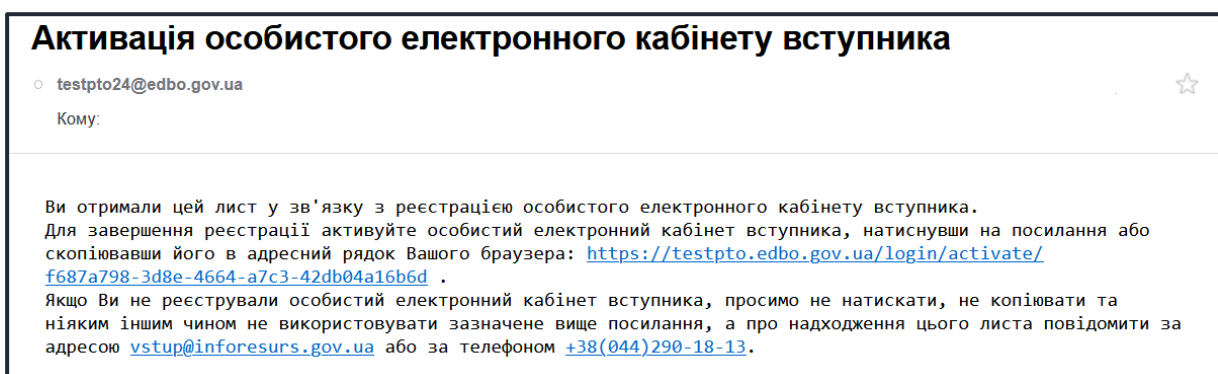 Активація особистого електронного кабінету вступника
testpto24@edbo.gov.ua
Кому:
Ви отримали цей лист у зв'язку з реєстрацією особистого електронного кабінету вступника.
Для завершення реєстрації активуйте особистий електронний кабінет вступника, натиснувши на посилання або
скопіювавши його в адресний рядок Вашого браузера: https://testpto.edbo.gov.ua/login/activate/
f687a798-3d8e-4664-a7c3-42db04a16b6d .
Якщо Ви не реєстрували особистий електронний кабінет вступника, просимо не натискати, не копіювати та
ніяким іншим чином не використовувати зазначене вище посилання, а про надходження цього листа повідомити за
адресою vstup@inforesurs.gov.ua або за телефоном +38(044)290-18-13.